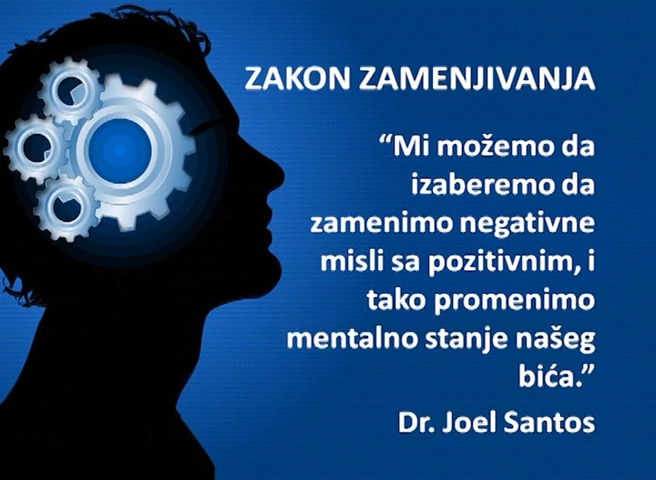 ZAKON ZAMENJIVANJA
“Mi možemo da
izaberemo da
zamenimo negativne
misli sa pozitivnim, i
tako promenimo
mentalno stanje našeg
bića.”
Dr. Joel Santos